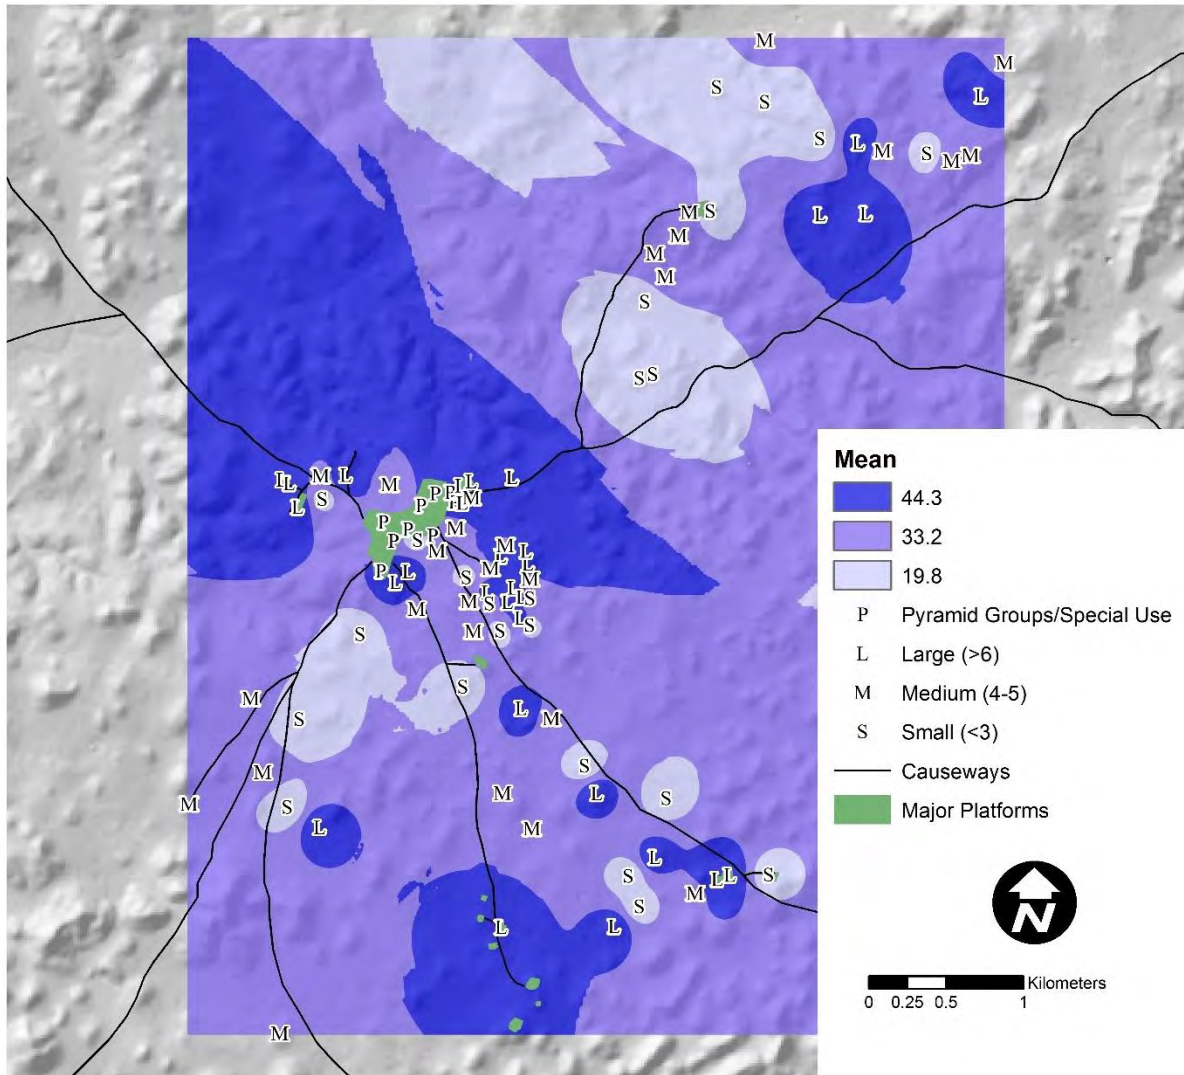 M
M
S
L
S
S
L
M
S
M
M
M
S
L
L
M
M
M
S
S
S
M
L
L
L
L
M
S
L
P
P
P
M
P
P
S
P
M
M
P
L
L
M
M
L
L
M
S
M
L
M
S
L
L
S
L
S
M
S
S
S
M
S
L
M
S
M
S
M
S
L
S
M
L
M
L
S
L
L
S
M
S
L
L
M
Mean
44.3
33.2
19.8
P Pyramid Groups/Special Use
L Large (>6)
M Medium (4-5)
S Small (<3)
Causeways
Major Platforms
N
Kilometers
0 0.25 0.5 1